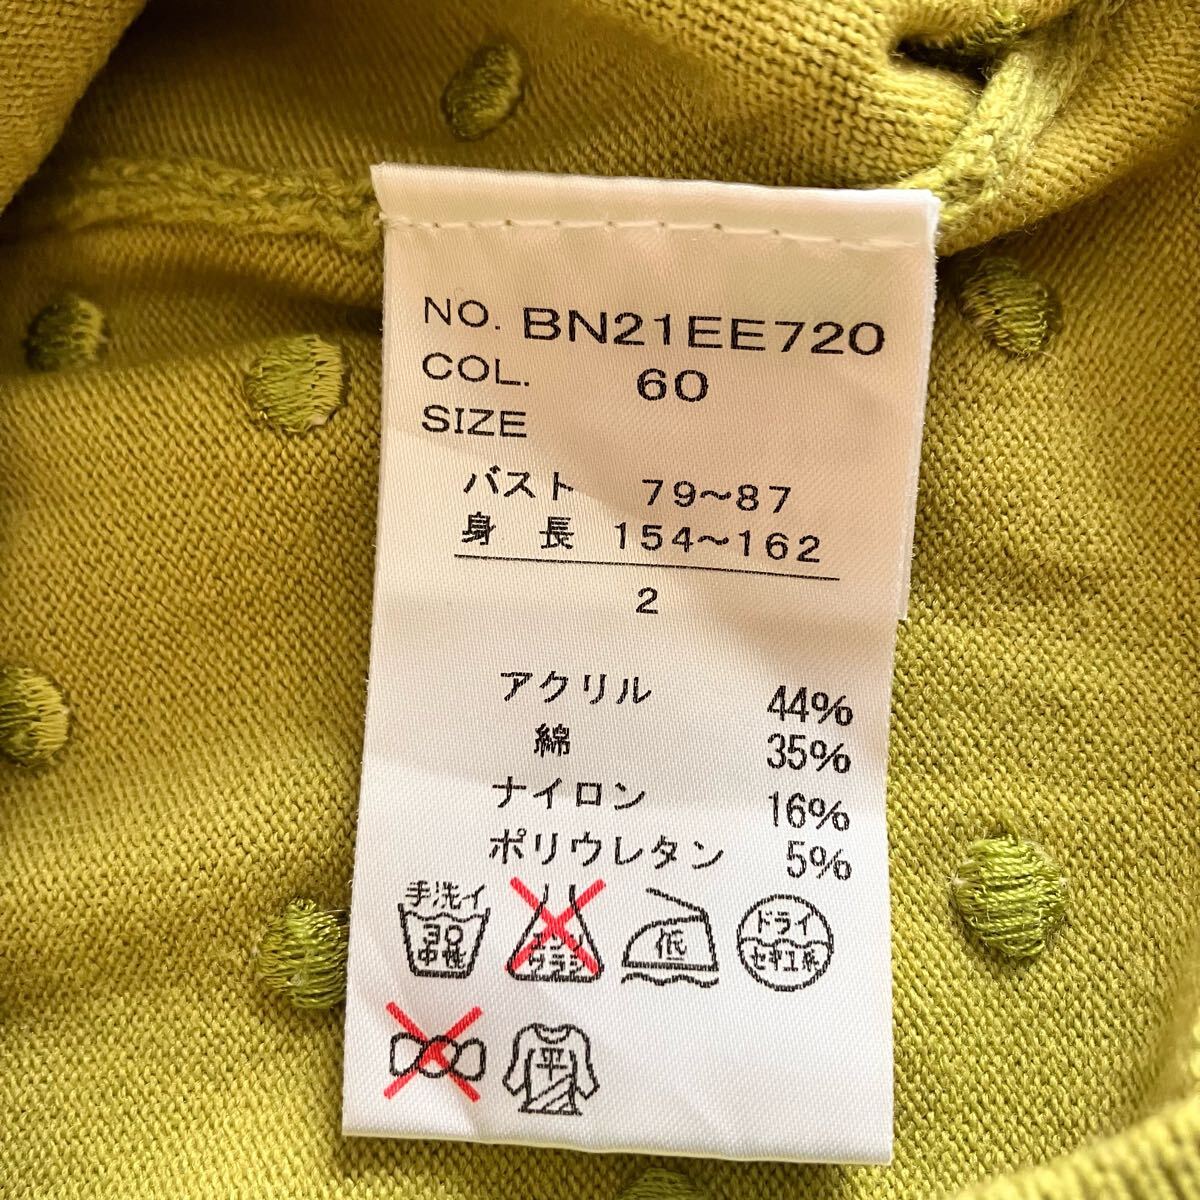 NO. BN21EE720
COL. 60
SIZE
バスト 79〜87
身 長 154〜162
2
アクリル 44%
綿 35%
ナイロン 16%
ポリウレタン 5%
手洗イ
30
中性
エンソ
サラシ
低
ドライ
セキユ系
平